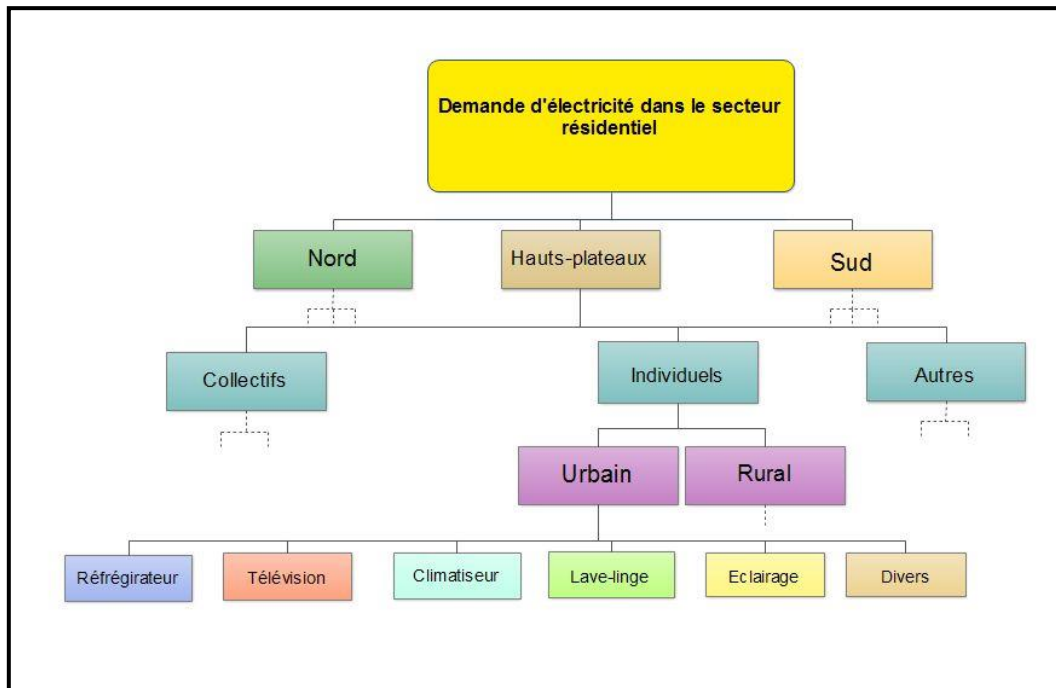 Demande d'électricité dans le secteur
résidentiel
Nord
Hauts-plateaux
Sud
Collectifs
Individuels
Autres
Urbain
Rural
Réfrégirateur
Télévision
Climatiseur
Lave-linge
Eclairage
Divers